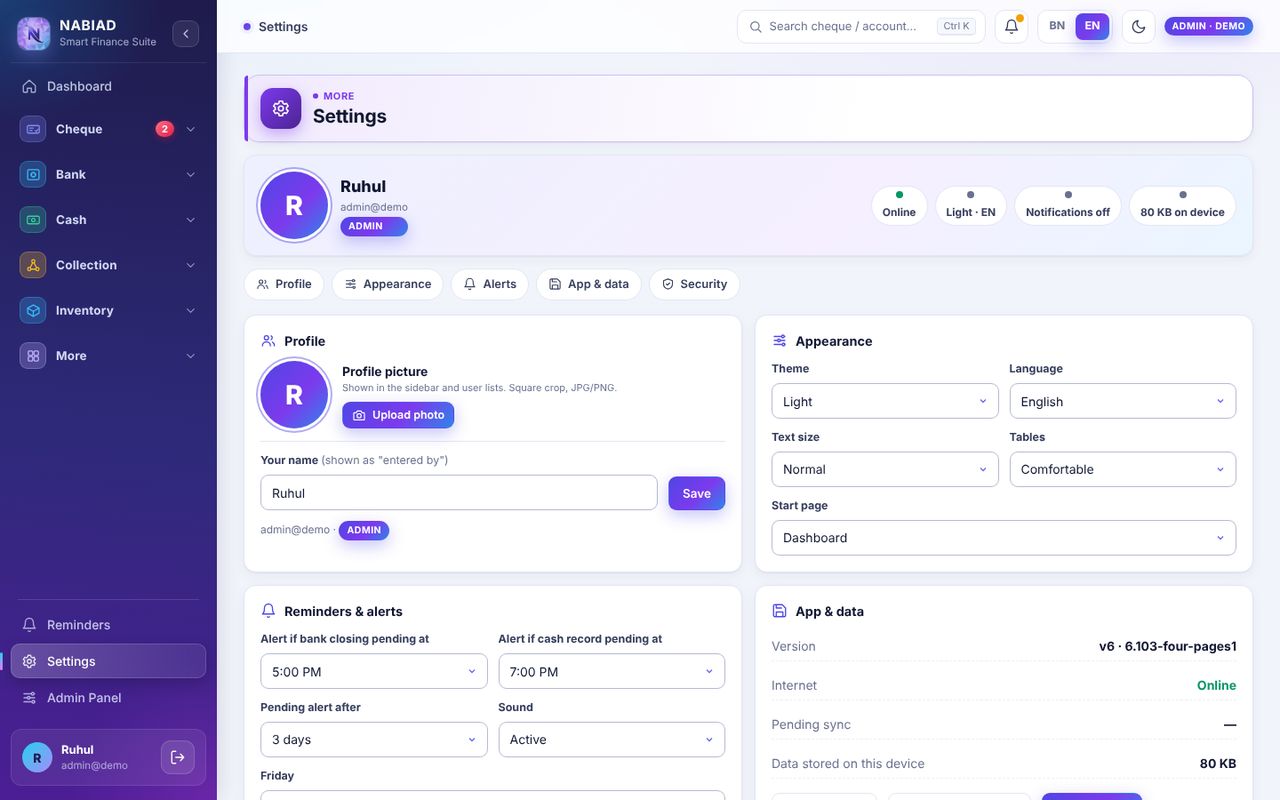 NABIAD
Smart Finance Suite
Dashboard
Cheque 2
Bank
Cash
Collection
Inventory
More
Reminders
Settings
Admin Panel
R Ruhul
admin@demo
Settings
Search cheque / account... Ctrl K
BN EN
ADMIN · DEMO
MORE
Settings
R
Ruhul
admin@demo
ADMIN
Online
Light · EN
Notifications off
80 KB on device
Profile
Appearance
Alerts
App & data
Security
Profile
R
Profile picture
Shown in the sidebar and user lists. Square crop, JPG/PNG.
Upload photo
Your name (shown as "entered by")
Ruhul
Save
admin@demo · ADMIN
Appearance
Theme Language
Light English
Text size Tables
Normal Comfortable
Start page
Dashboard
Reminders & alerts
Alert if bank closing pending at Alert if cash record pending at
5:00 PM 7:00 PM
Pending alert after Sound
3 days Active
Friday
App & data
Version v6 · 6.103-four-pages1
Internet Online
Pending sync —
Data stored on this device 80 KB